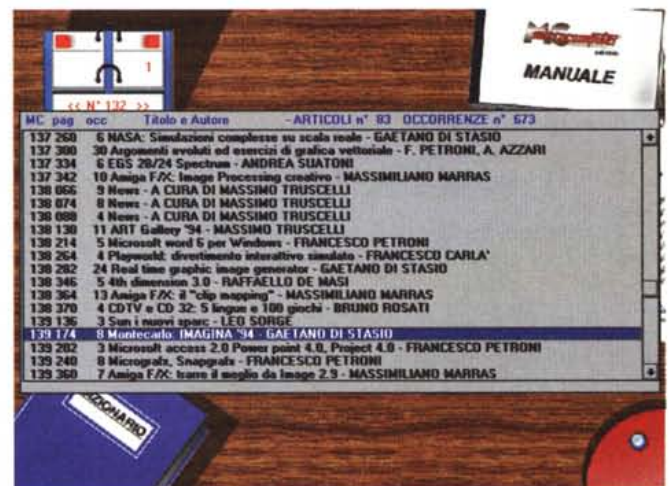 MCmicrocomputer
MANUALE
1
<< N° 132 >>
MC pag occ Titolo e Autore - ARTICOLI n° 83 OCCORRENZE n° 673
137 260 6 NASA: Simulazioni complesse su scala reale - GAETANO DI STASIO
137 300 30 Argomenti evoluti ed esercizi di grafica vettoriale - F. PETRONI, A. AZZARI
137 334 6 EGS 28/24 Spectrum - ANDREA SUATONI
137 342 10 Amiga F/X: Image Processing creativo - MASSIMILIANO MARRAS
138 066 9 News - A CURA DI MASSIMO TRUSCELLI
138 074 8 News - A CURA DI MASSIMO TRUSCELLI
138 088 4 News - A CURA DI MASSIMO TRUSCELLI
138 130 11 ART Gallery '94 - MASSIMO TRUSCELLI
138 214 5 Microsoft word 6 per Windows - FRANCESCO PETRONI
138 264 4 Playworld: divertimento interattivo simulato - FRANCESCO CARLA'
138 282 24 Real time graphic image generator - GAETANO DI STASIO
138 346 5 4th dimension 3.0 - RAFFAELLO DE MASI
138 364 13 Amiga F/X: il "clip mapping" - MASSIMILIANO MARRAS
138 370 4 CDTV e CD 32: 5 lingue e 100 giochi - BRUNO ROSATI
139 136 3 Sun i nuovi sparc - LEO SORGE
139 174 8 Montecarlo: IMAGINA '94 - GAETANO DI STASIO
139 202 3 Microsoft access 2.0 Power point 4.0, Project 4.0 - FRANCESCO PETRONI
139 240 8 Micrografx, Snapgrafx - FRANCESCO PETRONI
139 360 7 Amiga F/X: trarre il meglio da Image 2.9 - MASSIMILIANO MARRAS
DIZIONARIO